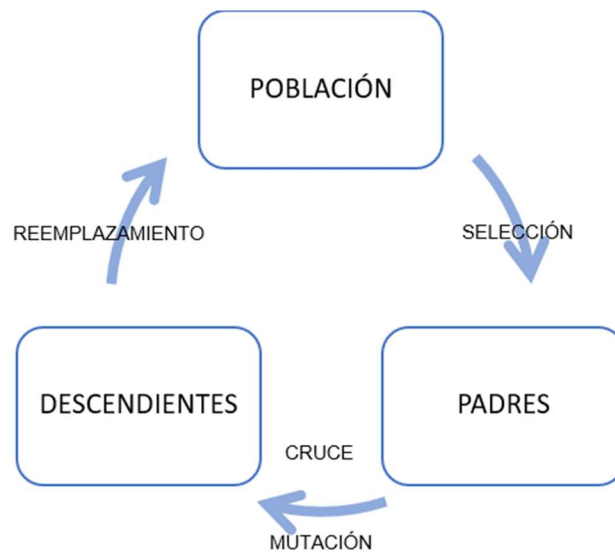 POBLACIÓN
REEMPLAZAMIENTO
SELECCIÓN
DESCENDIENTES
PADRES
CRUCE
MUTACIÓN